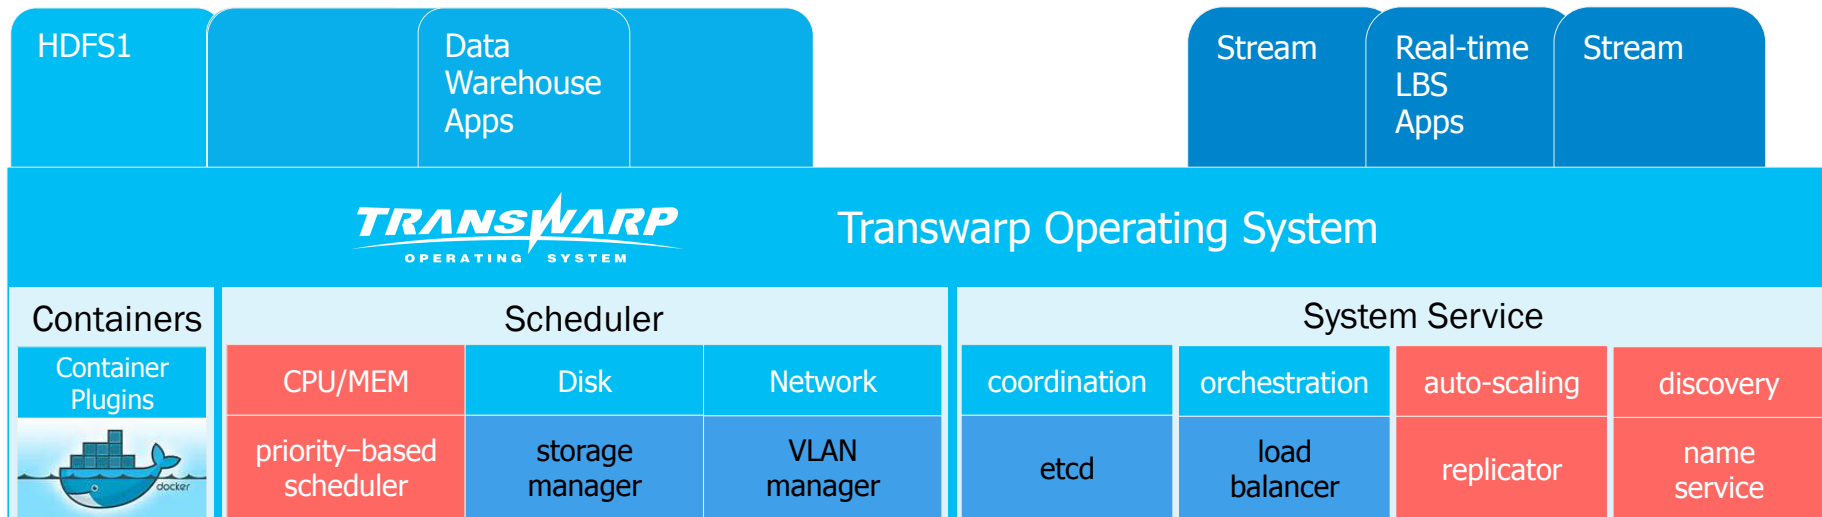 HDFS1
Data
Warehouse
Apps
Stream
Real-time
LBS
Apps
Stream
TRANSWARP
OPERATING SYSTEM
Transwarp Operating System
Containers
Scheduler
System Service
Container
Plugins
CPU/MEM
Disk
Network
coordination
orchestration
auto-scaling
discovery
docker
priority-based
scheduler
storage
manager
VLAN
manager
etcd
load
balancer
replicator
name
service